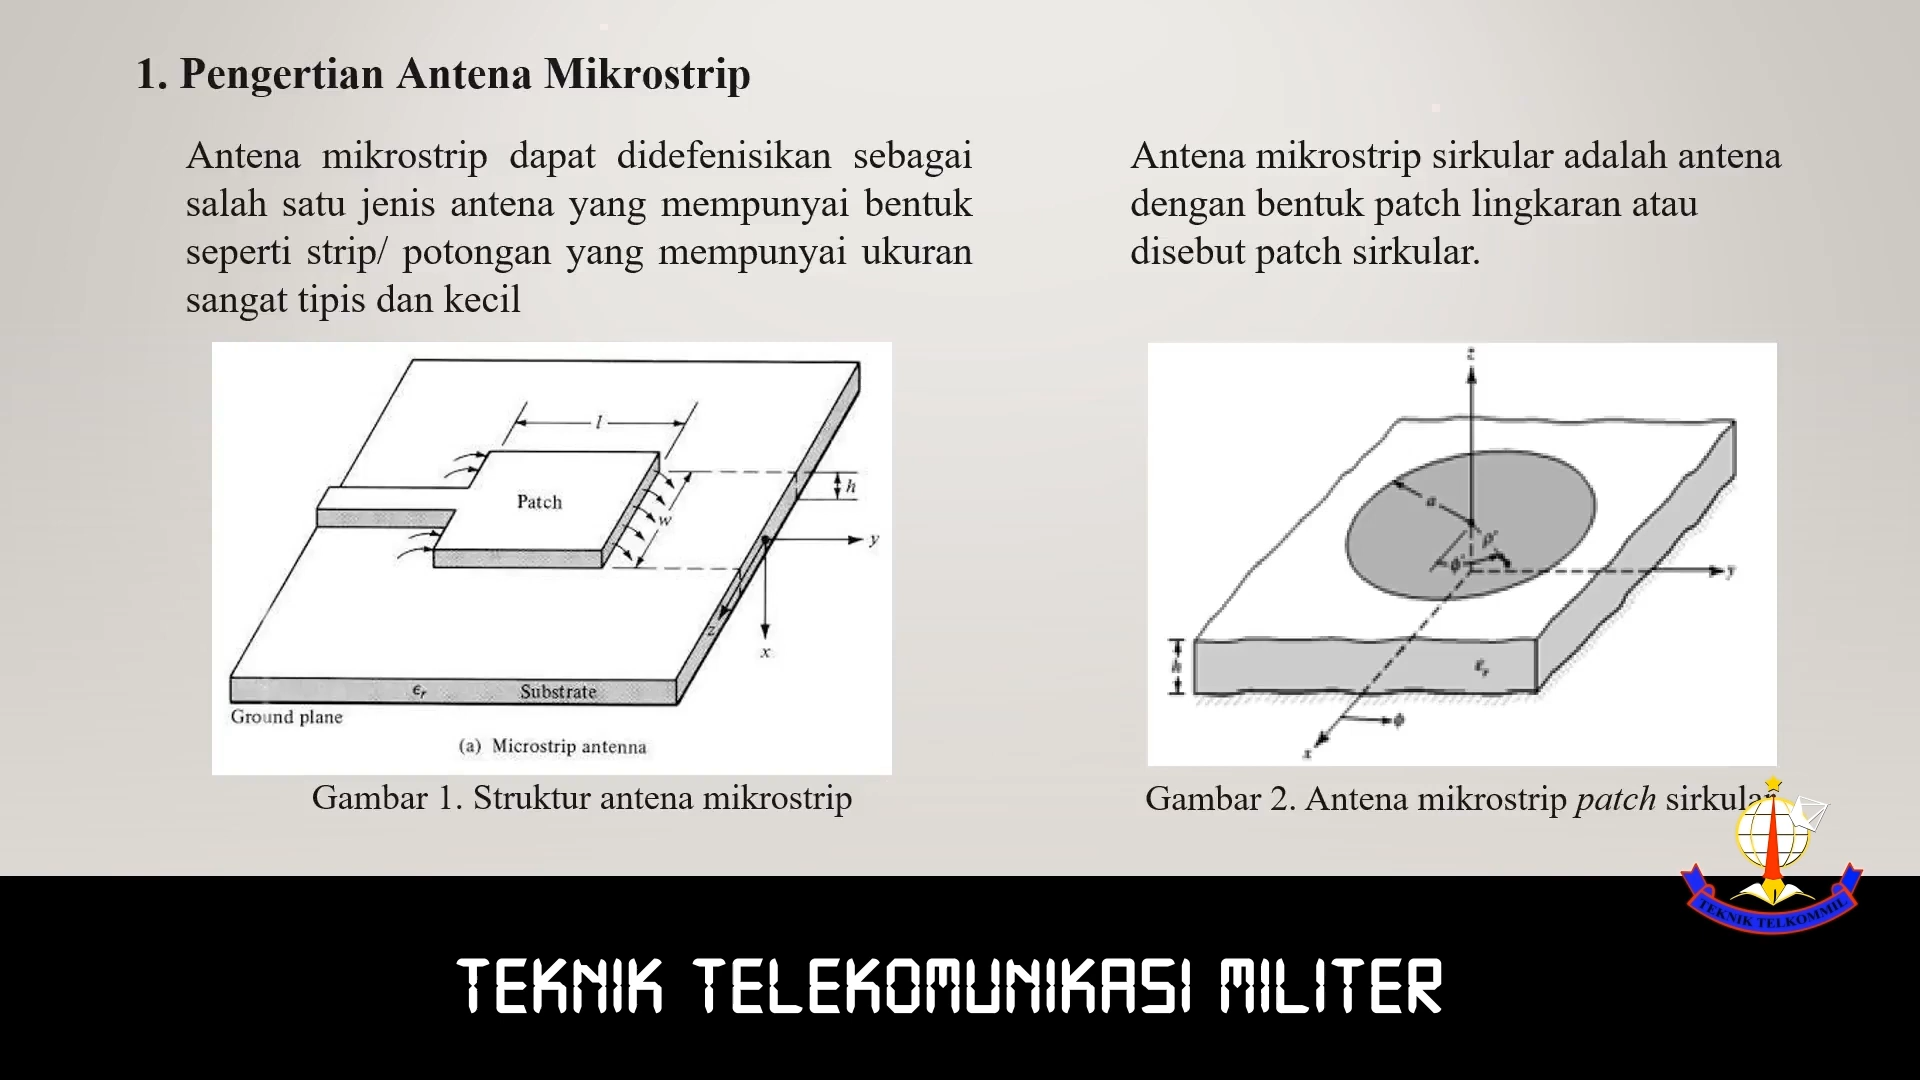 1. Pengertian Antena Mikrostrip
Antena mikrostrip dapat didefenisikan sebagai
salah satu jenis antena yang mempunyai bentuk
seperti strip/ potongan yang mempunyai ukuran
sangat tipis dan kecil
l
Patch
h
w
y
z
x
ϵr
Substrate
Ground plane
(a) Microstrip antenna
Gambar 1. Struktur antena mikrostrip
Antena mikrostrip sirkular adalah antena
dengan bentuk patch lingkaran atau
disebut patch sirkular.
z
a
ρ'
ϕ'
y
h
εr
ϕ
x
Gambar 2. Antena mikrostrip patch sirkular
TEKNIK TELKOMMIL
TEKNIK TELEKOMUNIKASI MILITER